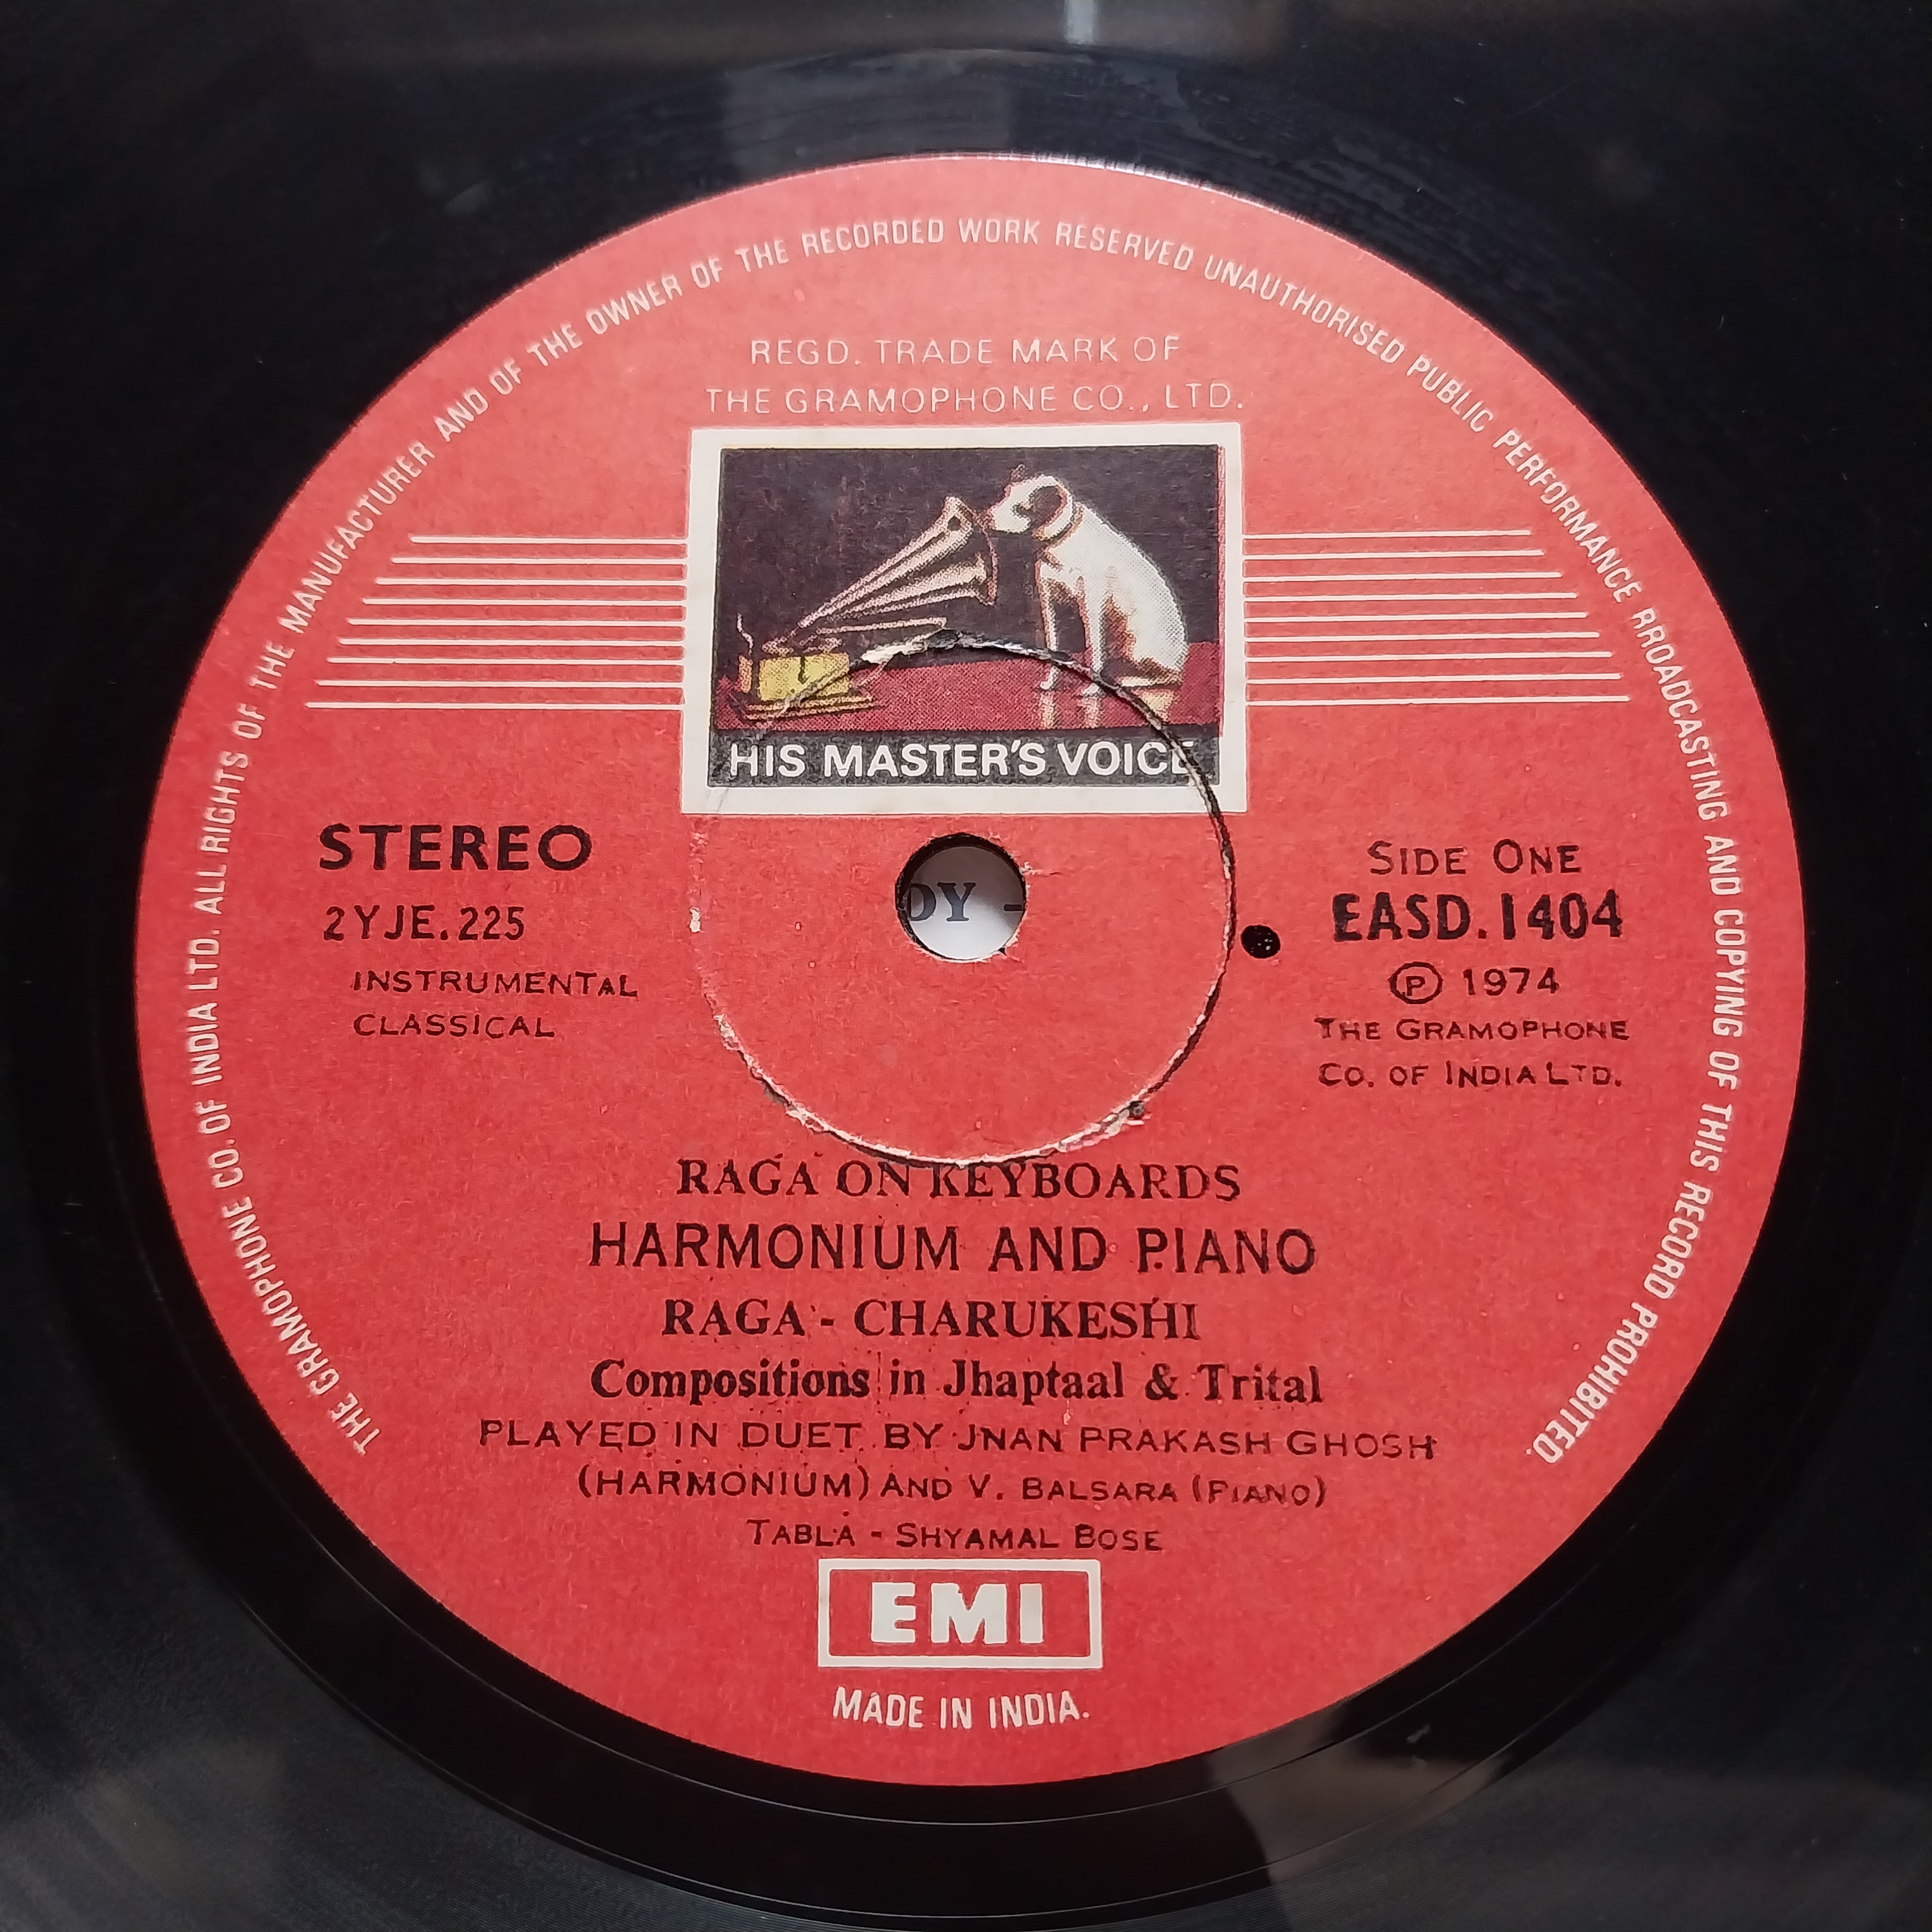 THE GRAMOPHONE CO. OF INDIA LTD. ALL RIGHTS OF THE MANUFACTURER AND OF THE OWNER OF THE RECORDED WORK RESERVED UNAUTHORISED PUBLIC PERFORMANCE BROADCASTING AND COPYING OF THIS RECORD PROHIBITED.
REGD. TRADE MARK OF
THE GRAMOPHONE CO., LTD.
HIS MASTER'S VOICE
STEREO
2YJE.225
INSTRUMENTAL
CLASSICAL
SIDE ONE
EASD.1404
Ⓟ 1974
THE GRAMOPHONE
CO. OF INDIA LTD.
DY -
RAGA ON KEYBOARDS
HARMONIUM AND PIANO
RAGA - CHARUKESHI
Compositions in Jhaptaal & Trital
PLAYED IN DUET BY JNAN PRAKASH GHOSH
(HARMONIUM) AND V. BALSARA (PIANO)
TABLA - SHYAMAL BOSE
EMI
MADE IN INDIA.